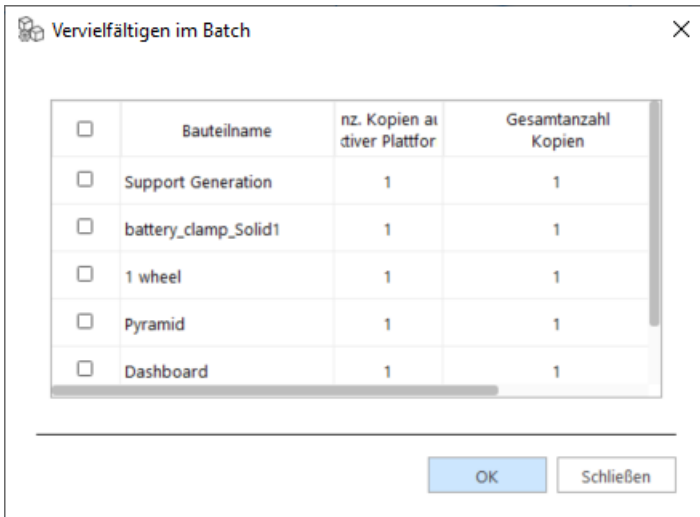 Vervielfältigen im Batch
Bauteilname
nz. Kopien au
ctiver Plattfor
Gesamtanzahl
Kopien
Support Generation 1 1
battery_clamp_Solid1 1 1
1 wheel 1 1
Pyramid 1 1
Dashboard 1 1
OK Schließen